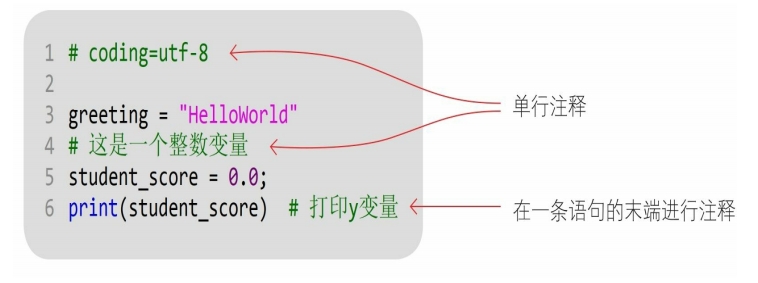 1 # coding=utf-8
2
3 greeting = "HelloWorld"
4 # 这是一个整数变量
5 student_score = 0.0;
6 print(student_score)  # 打印y变量
单行注释
在一条语句的末端进行注释